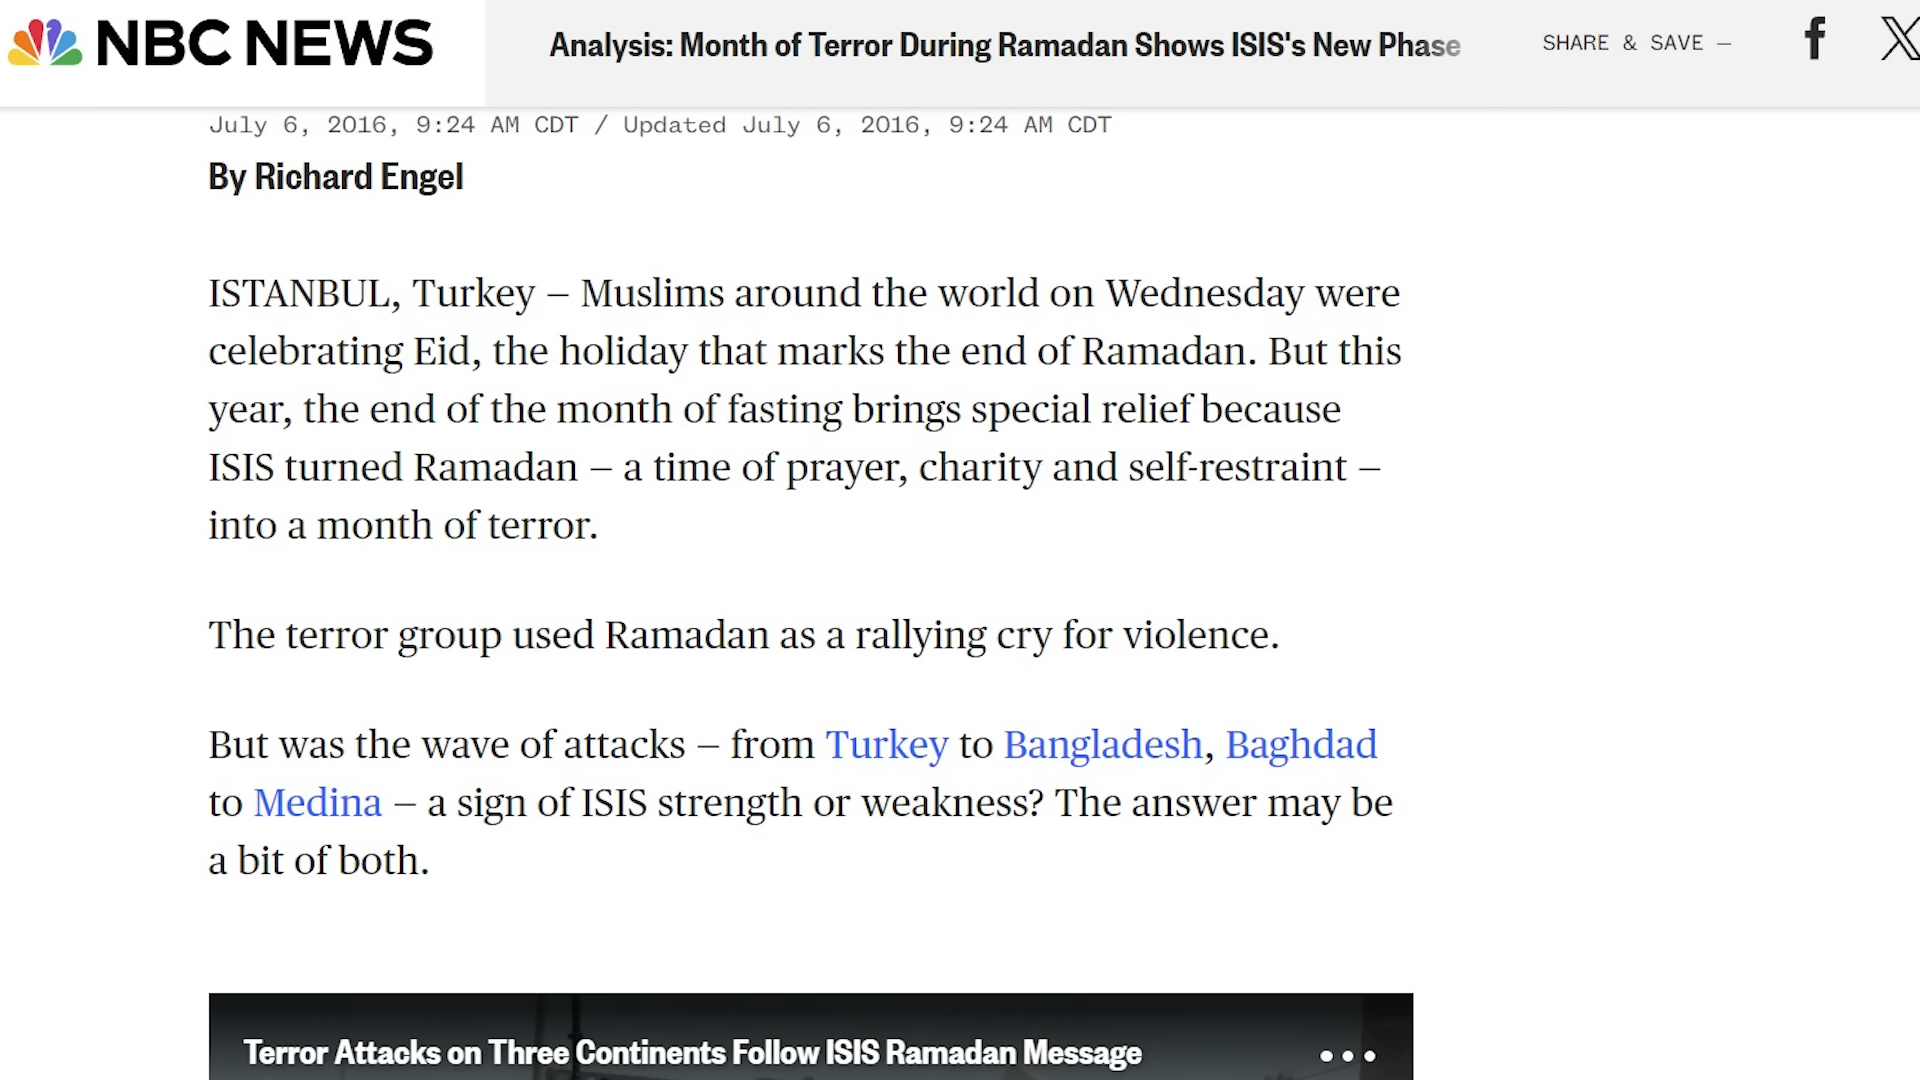 NBC NEWS
Analysis: Month of Terror During Ramadan Shows ISIS's New Phase
SHARE & SAVE —
July 6, 2016, 9:24 AM CDT / Updated July 6, 2016, 9:24 AM CDT
By Richard Engel
ISTANBUL, Turkey — Muslims around the world on Wednesday were
celebrating Eid, the holiday that marks the end of Ramadan. But this
year, the end of the month of fasting brings special relief because
ISIS turned Ramadan — a time of prayer, charity and self-restraint —
into a month of terror.
The terror group used Ramadan as a rallying cry for violence.
But was the wave of attacks — from Turkey to Bangladesh, Baghdad
to Medina — a sign of ISIS strength or weakness? The answer may be
a bit of both.
Terror Attacks on Three Continents Follow ISIS Ramadan Message